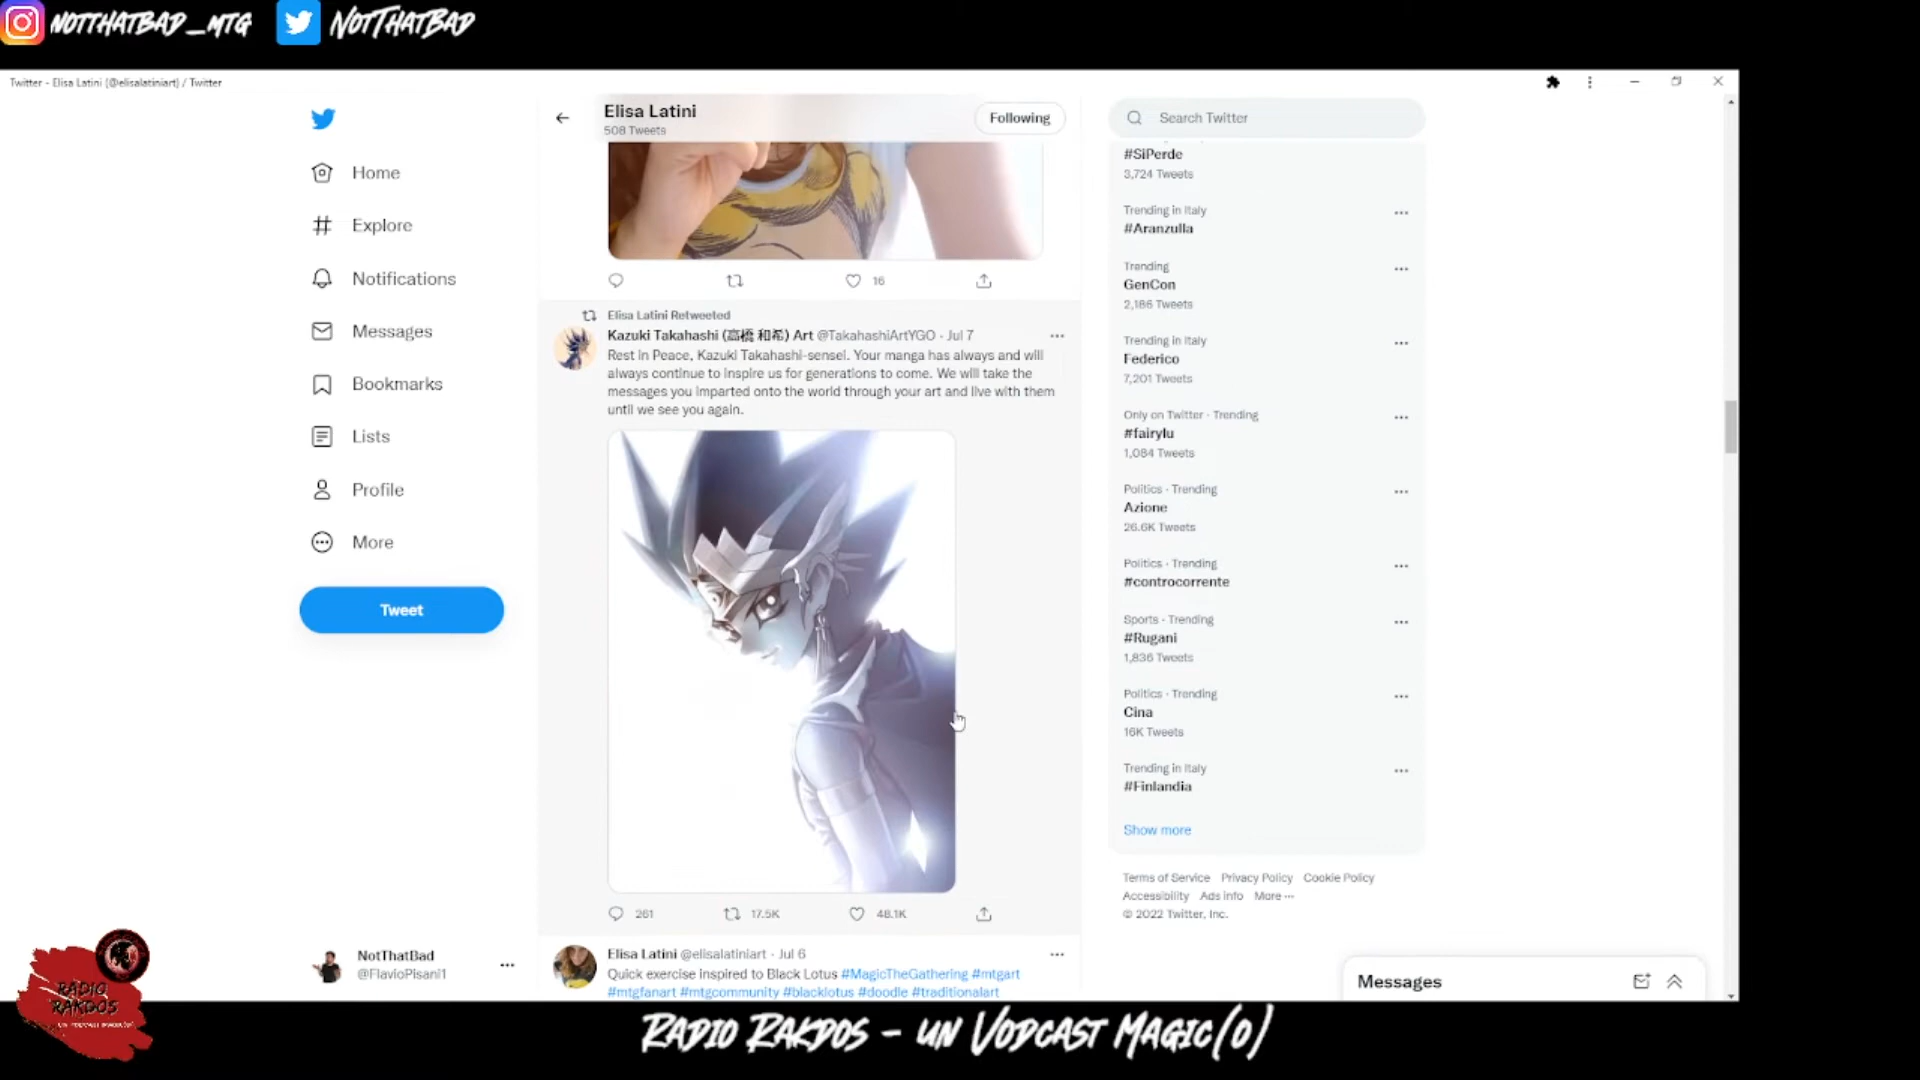 NOTTHATBAD_MTG
NOTTHATBAD
Twitter - Elisa Latini (@elisalatiniart) / Twitter
Home
Explore
Notifications
Messages
Bookmarks
Lists
Profile
More
Tweet
NotThatBad
@FlavioPisani1
Elisa Latini
508 Tweets
Following
16
Elisa Latini Retweeted
Kazuki Takahashi (高橋 和希) Art @TakahashiArtYGO · Jul 7
Rest in Peace, Kazuki Takahashi-sensei. Your manga has always and will
always continue to inspire us for generations to come. We will take the
messages you imparted onto the world through your art and live with them
until we see you again.
261 17.5K 48.1K
Elisa Latini @elisalatiniart · Jul 6
Quick exercise inspired to Black Lotus #MagicTheGathering #mtgart
#mtgfanart #mtgcommunity #blacklotus #doodle #traditionalart
Search Twitter
#SiPerde
3,724 Tweets
Trending in Italy
#Aranzulla
Trending
GenCon
2,186 Tweets
Trending in Italy
Federico
7,201 Tweets
Only on Twitter · Trending
#fairylu
1,084 Tweets
Politics · Trending
Azione
26.6K Tweets
Politics · Trending
#controcorrente
Sports · Trending
#Rugani
1,836 Tweets
Politics · Trending
Cina
16K Tweets
Trending in Italy
#Finlandia
Show more
Terms of Service Privacy Policy Cookie Policy
Accessibility Ads info More ···
© 2022 Twitter, Inc.
Messages
RADIO
RAKDOS
UN VODCAST MAGIC(O)
RADIO RAKDOS – UN VODCAST MAGIC(O)